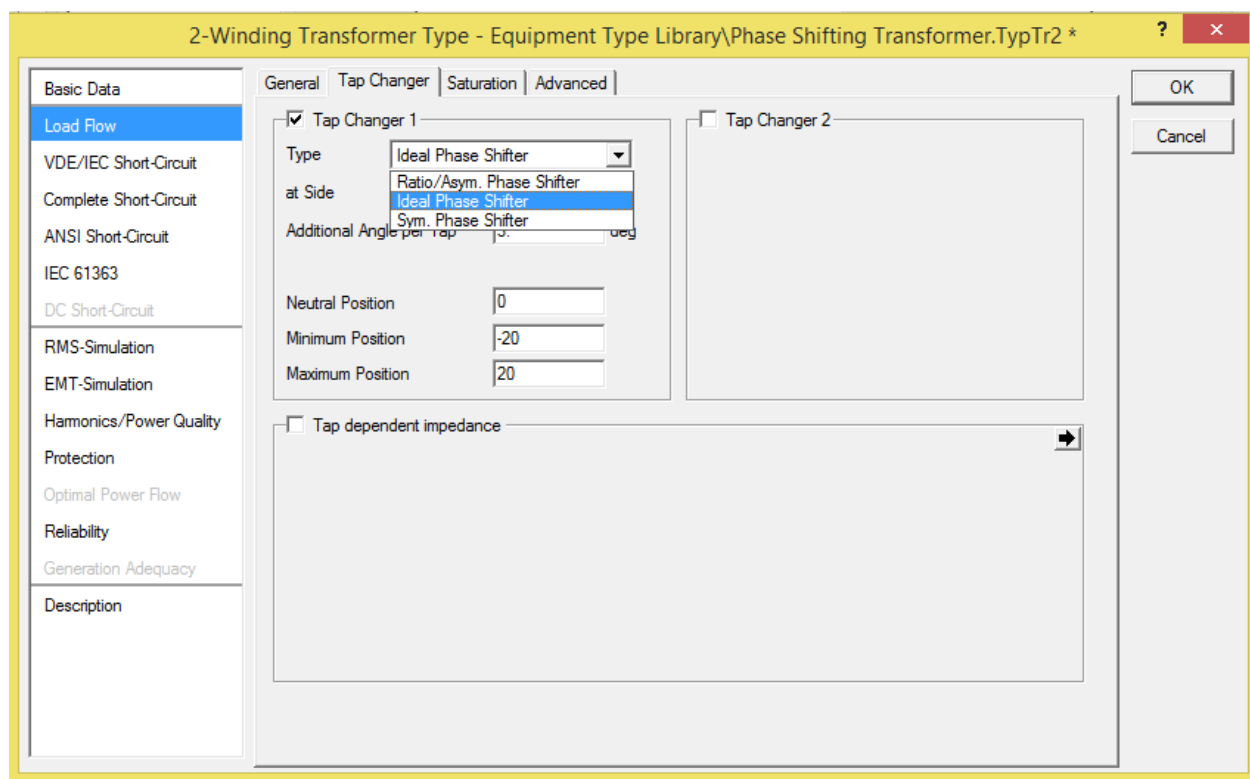 2-Winding Transformer Type - Equipment Type Library\Phase Shifting Transformer.TypTr2 *
? ×
Basic Data
Load Flow
VDE/IEC Short-Circuit
Complete Short-Circuit
ANSI Short-Circuit
IEC 61363
DC Short-Circuit
RMS-Simulation
EMT-Simulation
Harmonics/Power Quality
Protection
Optimal Power Flow
Reliability
Generation Adequacy
Description
General Tap Changer Saturation Advanced
Tap Changer 1
Type Ideal Phase Shifter
Ratio/Asym. Phase Shifter
at Side Ideal Phase Shifter
Sym. Phase Shifter
Additional Angle per Tap deg
Neutral Position 0
Minimum Position -20
Maximum Position 20
Tap Changer 2
Tap dependent impedance
OK
Cancel